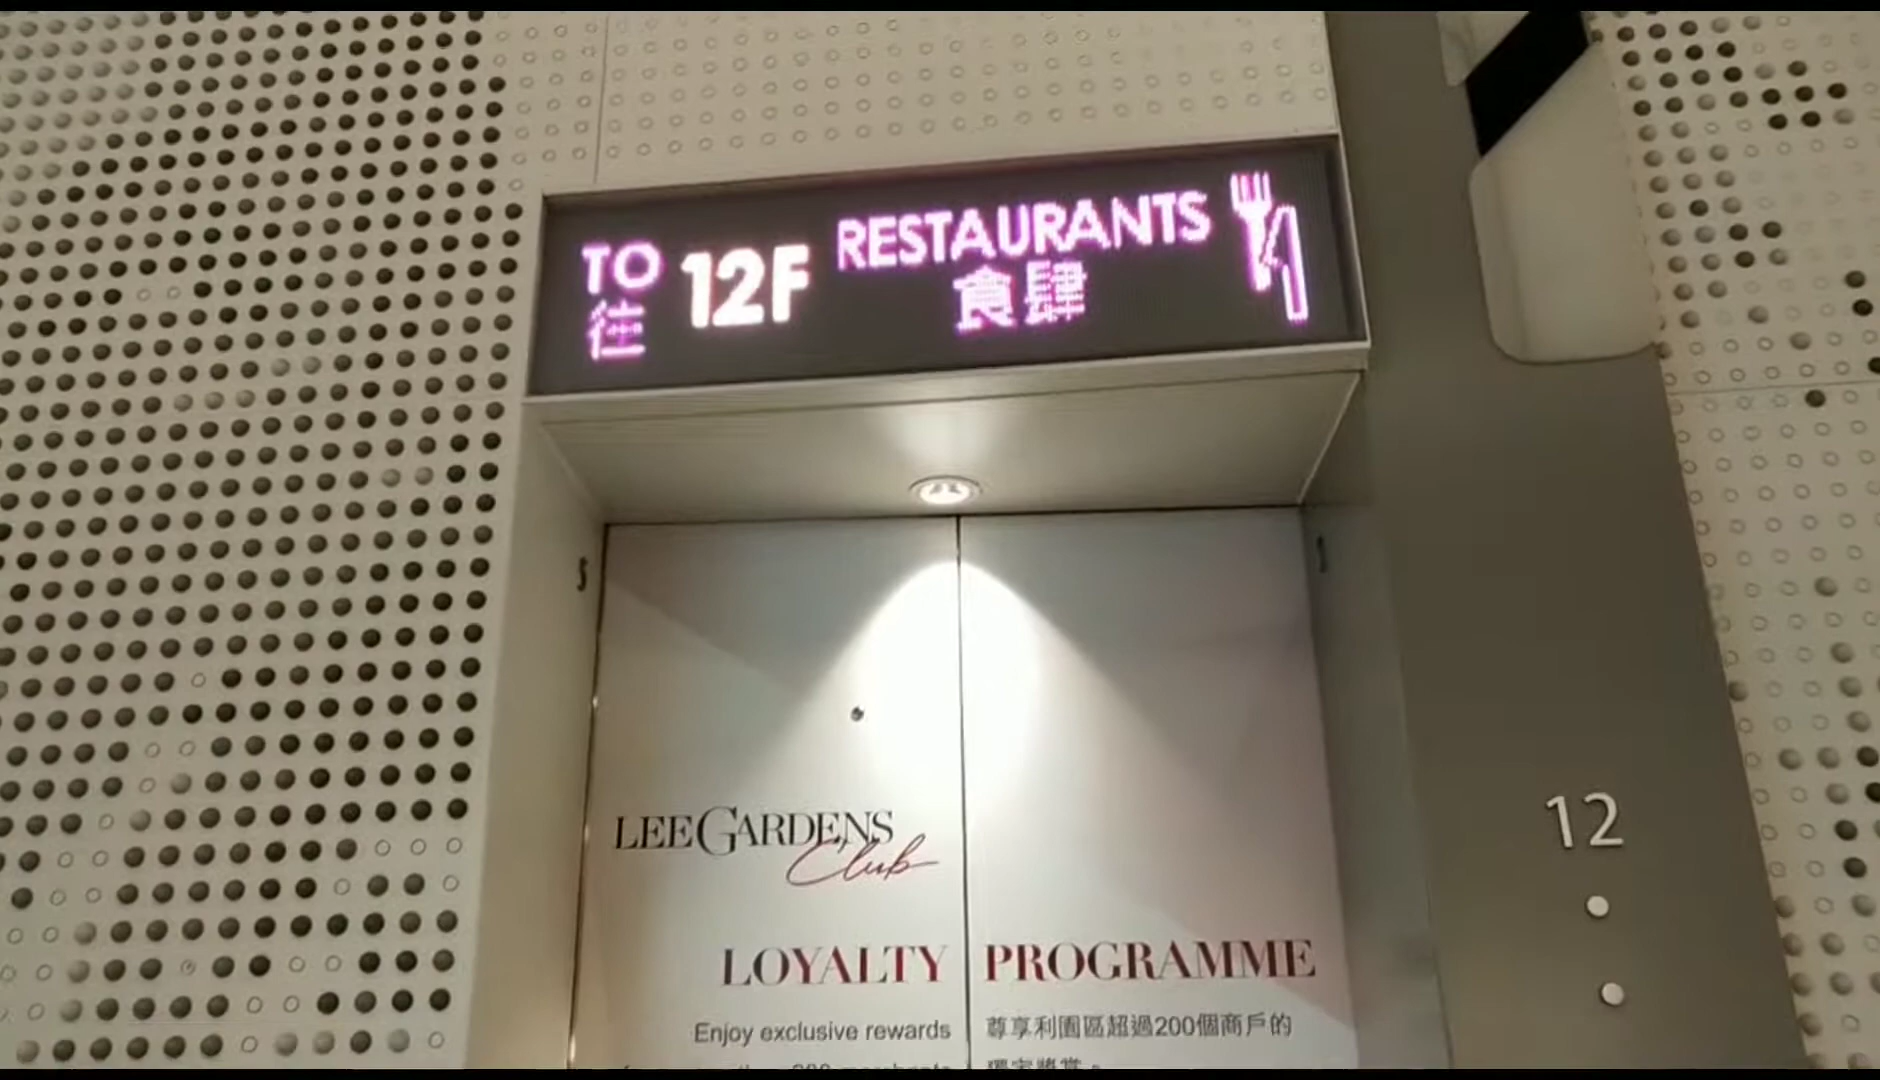 TO 12F RESTAURANTS
往 食肆
12
LEE GARDENS
Club
LOYALTY PROGRAMME
Enjoy exclusive rewards
尊享利園區超過200個商戶的